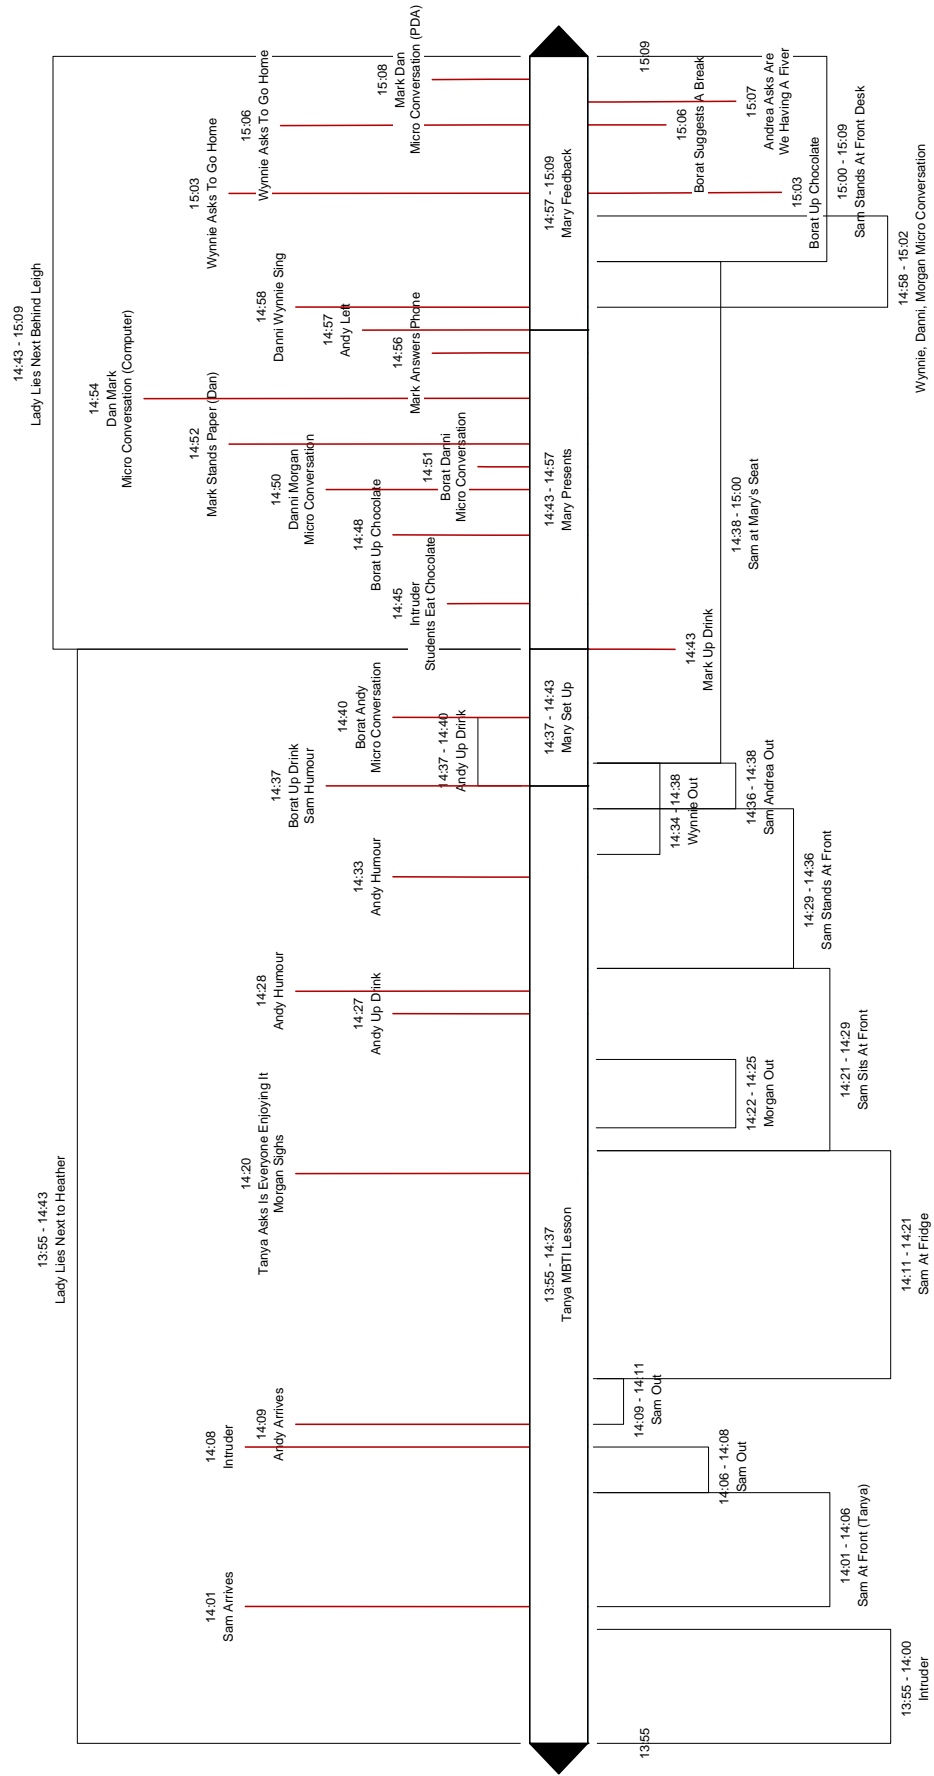 13:55 - 14:43
Lady Lies Next to Heather
14:43 - 15:09
Lady Lies Next Behind Leigh
14:01
Sam Arrives
14:08
Intruder
14:09
Andy Arrives
14:20
Tanya Asks Is Everyone Enjoying It
Morgan Sighs
14:27
Andy Up Drink
14:28
Andy Humour
14:33
Andy Humour
14:37
Borat Up Drink
Sam Humour
14:37 - 14:40
Andy Up Drink
14:40
Borat Andy
Micro Conversation
14:45
Intruder
Students Eat Chocolate
14:48
Borat Up Chocolate
14:50
Danni Morgan
Micro Conversation
14:51
Borat Danni
Micro Conversation
14:52
Mark Stands Paper (Dan)
14:54
Dan Mark
Micro Conversation (Computer)
14:56
Mark Answers Phone
14:57
Andy Left
14:58
Danni Wynnie Sing
15:03
Wynnie Asks To Go Home
15:06
Wynnie Asks To Go Home
15:08
Mark Dan
Micro Conversation (PDA)
13:55 - 14:37
Tanya MBTI Lesson
14:37 - 14:43
Mary Set Up
14:43 - 14:57
Mary Presents
14:57 - 15:09
Mary Feedback
13:55
15:09
13:55 - 14:00
Intruder
14:01 - 14:06
Sam At Front (Tanya)
14:06 - 14:08
Sam Out
14:09 - 14:11
Sam Out
14:11 - 14:21
Sam At Fridge
14:22 - 14:25
Morgan Out
14:21 - 14:29
Sam Sits At Front
14:29 - 14:36
Sam Stands At Front
14:34 - 14:38
Wynnie Out
14:36 - 14:38
Sam Andrea Out
14:43
Mark Up Drink
14:38 - 15:00
Sam at Mary's Seat
14:58 - 15:02
Wynnie, Danni, Morgan Micro Conversation
15:03
Borat Up Chocolate
15:00 - 15:09
Sam Stands At Front Desk
15:06
Borat Suggests A Break
15:07
Andrea Asks Are
We Having A Fiver